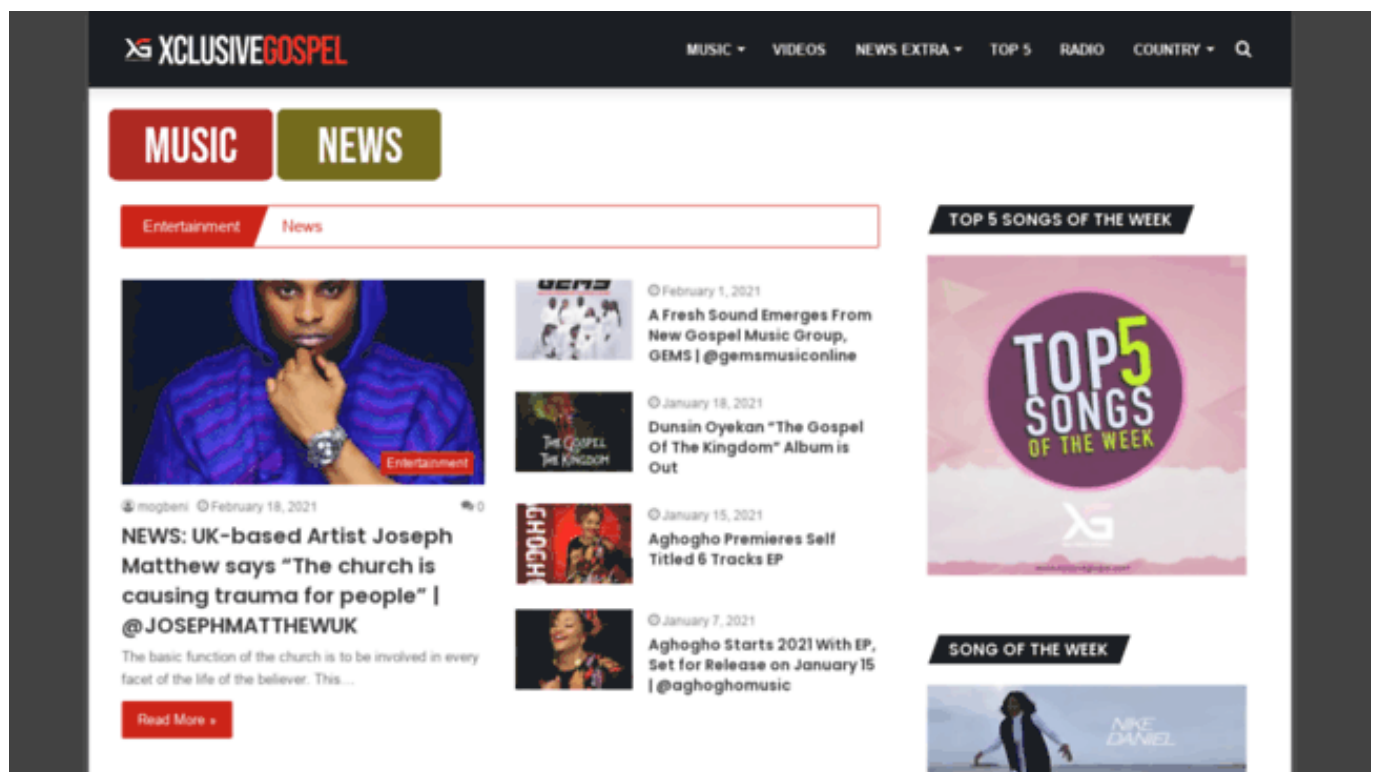 XG XCLUSIVEGOSPEL
MUSIC VIDEOS NEWS EXTRA TOP 5 RADIO COUNTRY
MUSIC NEWS
Entertainment News
Entertainment
mogbeni February 18, 2021 0
NEWS: UK-based Artist Joseph
Matthew says “The church is
causing trauma for people” |
@JOSEPHMATTHEWUK
The basic function of the church is to be involved in every
facet of the life of the believer. This...
Read More »
GEMS
February 1, 2021
A Fresh Sound Emerges From
New Gospel Music Group,
GEMS | @gemsmusiconline
THE GOSPEL
THE KINGDOM
January 18, 2021
Dunsin Oyekan “The Gospel
Of The Kingdom” Album is
Out
AGHOGHO
January 15, 2021
Aghogho Premieres Self
Titled 6 Tracks EP
January 7, 2021
Aghogho Starts 2021 With EP,
Set for Release on January 15
| @aghoghomusic
TOP 5 SONGS OF THE WEEK
TOP5
SONGS
OF THE WEEK
XG
SONG OF THE WEEK
NIKE
DANIEL